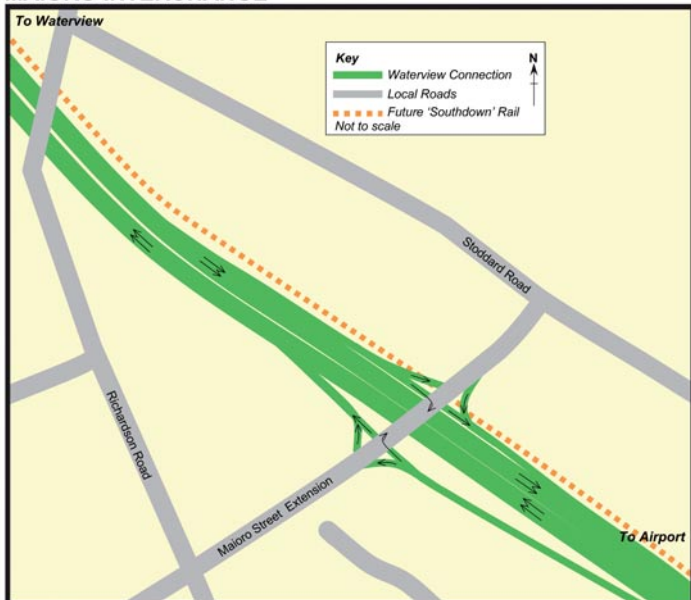 To Waterview
Key
N
Waterview Connection
Local Roads
Future 'Southdown' Rail
Not to scale
Stoddard Road
Richardson Road
Maioro Street Extension
To Airport